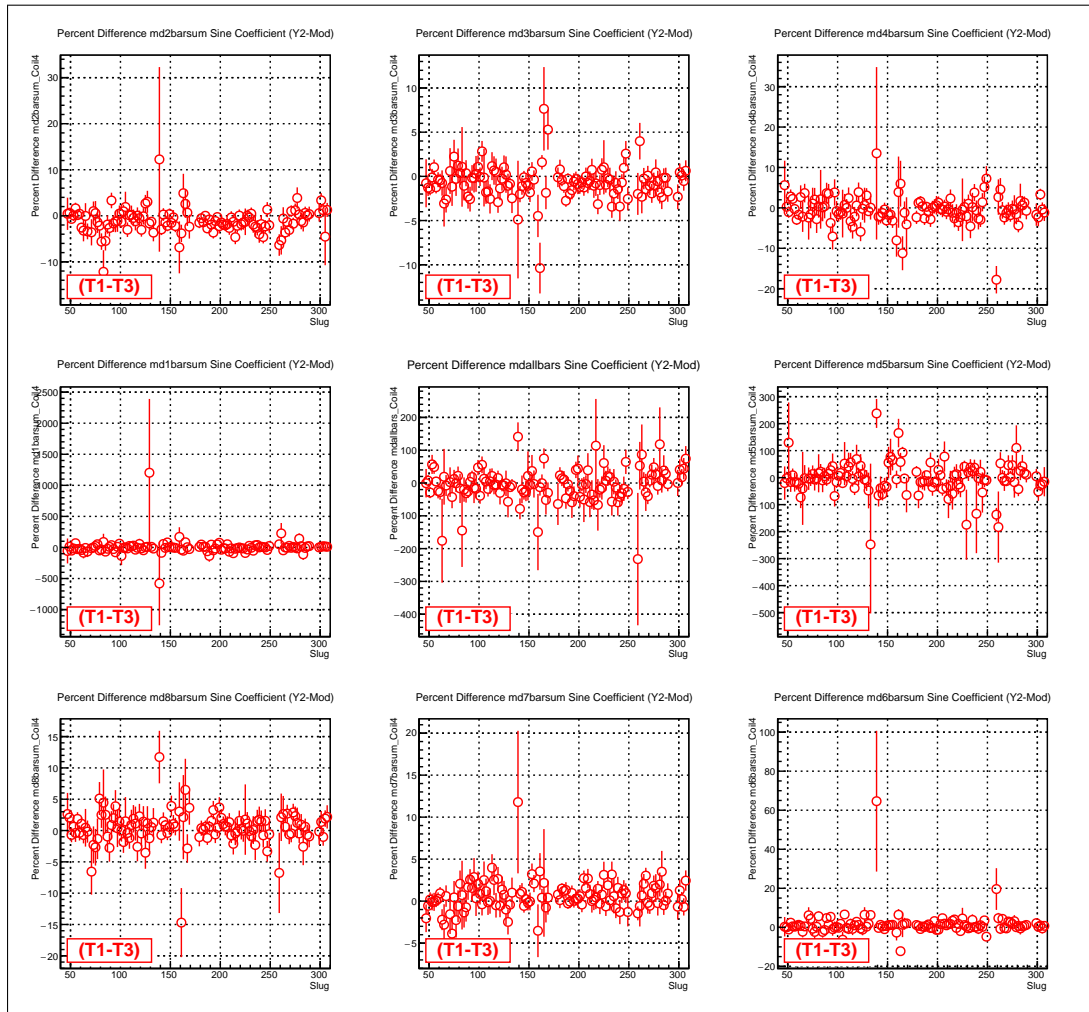 Percent Difference md2barsum Sine Coefficient (Y2-Mod)
Percent Difference md2barsum_Coil4
30
20
10
0
−10
(T1-T3)
50 100 150 200 250 300
Slug
Percent Difference md3barsum Sine Coefficient (Y2-Mod)
Percent Difference md3barsum_Coil4
10
5
0
−5
−10
(T1-T3)
50 100 150 200 250 300
Slug
Percent Difference md4barsum Sine Coefficient (Y2-Mod)
Percent Difference md4barsum_Coil4
30
20
10
0
−10
−20
(T1-T3)
50 100 150 200 250 300
Slug
Percent Difference md1barsum Sine Coefficient (Y2-Mod)
Percent Difference md1barsum_Coil4
2500
2000
1500
1000
500
0
−500
−1000
(T1-T3)
50 100 150 200 250 300
Slug
Percent Difference mdallbars Sine Coefficient (Y2-Mod)
Percent Difference mdallbars_Coil4
200
100
0
−100
−200
−300
−400
(T1-T3)
50 100 150 200 250 300
Slug
Percent Difference md5barsum Sine Coefficient (Y2-Mod)
Percent Difference md5barsum_Coil4
300
200
100
0
−100
−200
−300
−400
−500
(T1-T3)
50 100 150 200 250 300
Slug
Percent Difference md8barsum Sine Coefficient (Y2-Mod)
Percent Difference md8barsum_Coil4
15
10
5
0
−5
−10
−15
−20
(T1-T3)
50 100 150 200 250 300
Slug
Percent Difference md7barsum Sine Coefficient (Y2-Mod)
Percent Difference md7barsum_Coil4
20
15
10
5
0
−5
(T1-T3)
50 100 150 200 250 300
Slug
Percent Difference md6barsum Sine Coefficient (Y2-Mod)
Percent Difference md6barsum_Coil4
100
80
60
40
20
0
−20
(T1-T3)
50 100 150 200 250 300
Slug